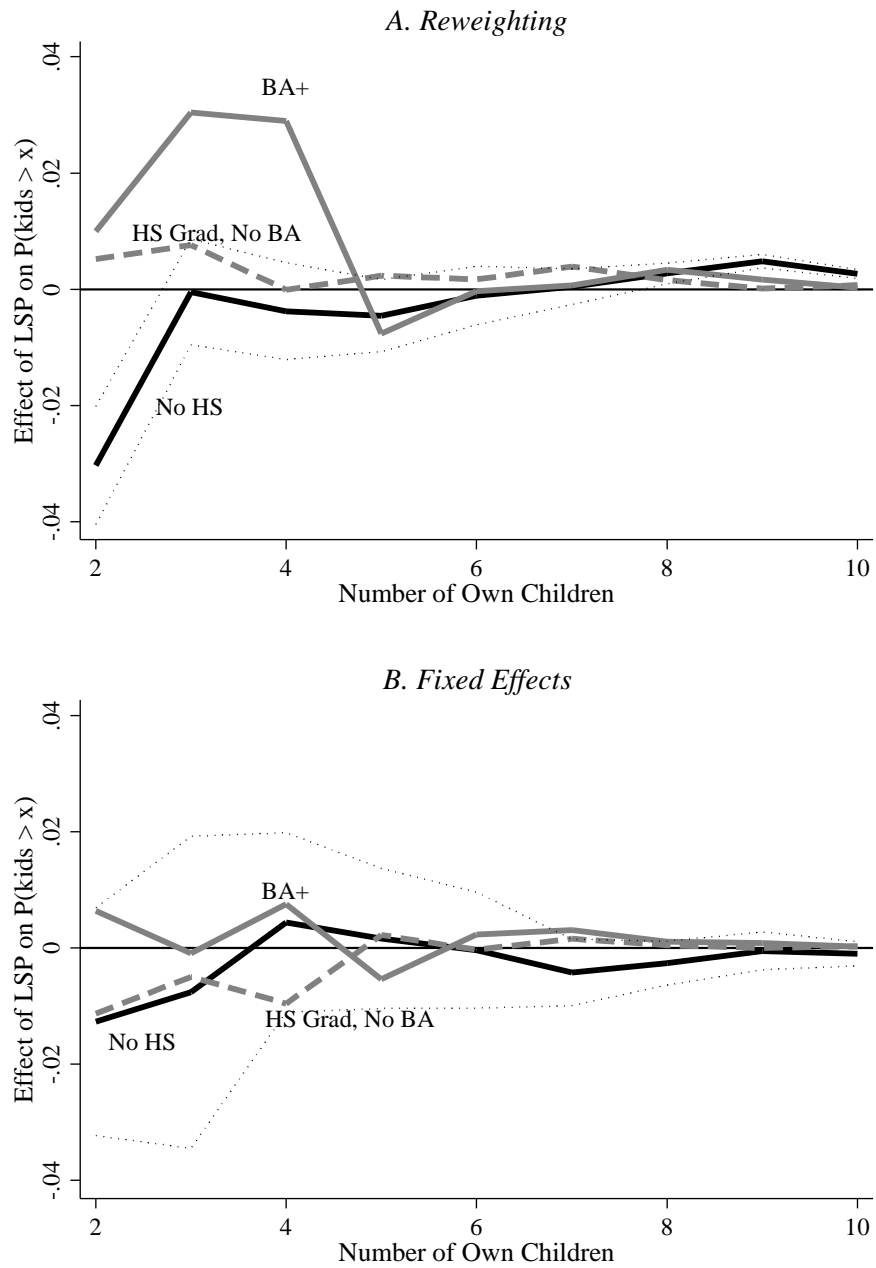 A. Reweighting
Effect of LSP on P(kids > x)
.04
.02
0
-.02
-.04
BA+
HS Grad, No BA
No HS
2
4
6
8
10
Number of Own Children
B. Fixed Effects
Effect of LSP on P(kids > x)
.04
.02
0
-.02
-.04
BA+
HS Grad, No BA
No HS
2
4
6
8
10
Number of Own Children